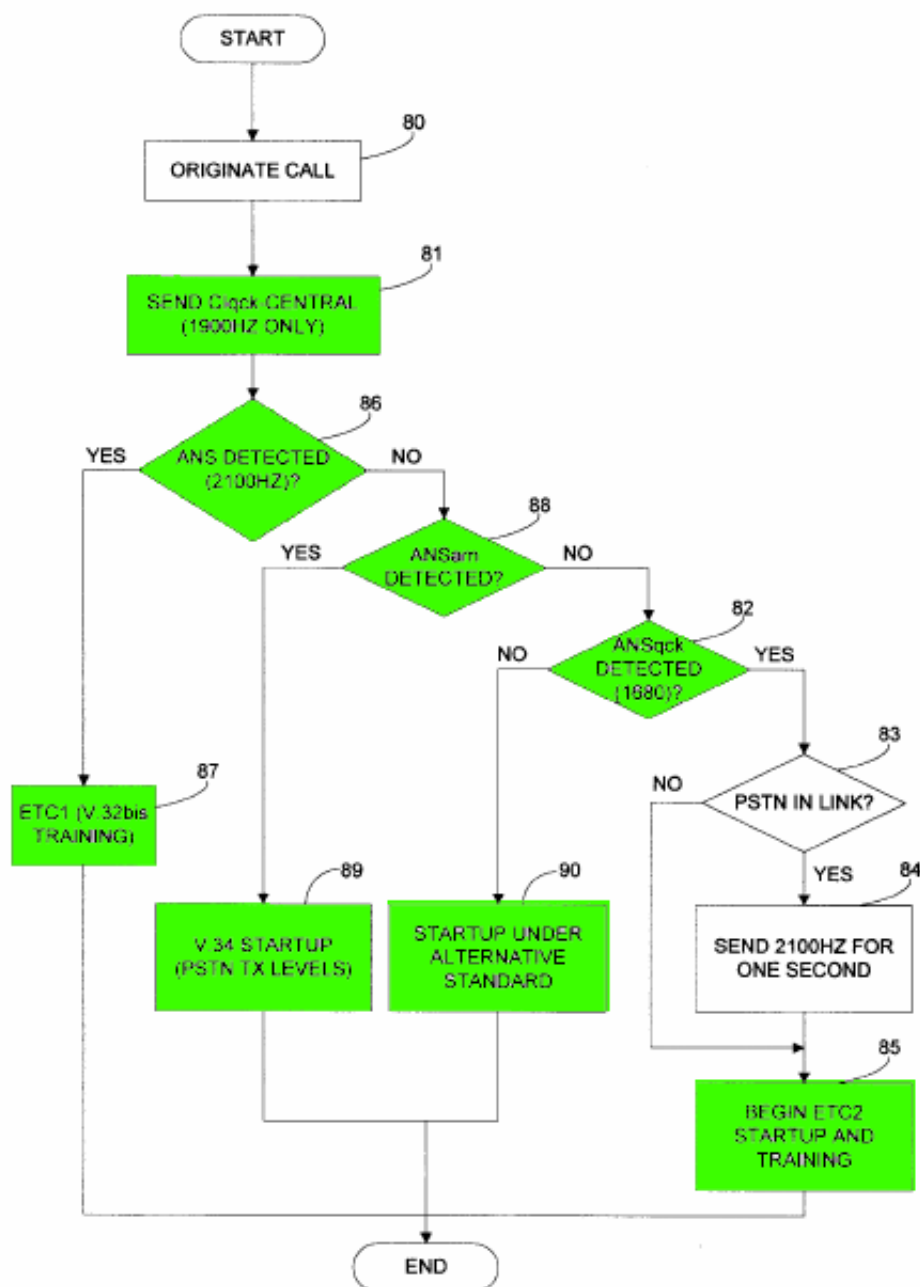 START
80
ORIGINATE CALL
81
SEND CIqck-CENTRAL
(1900HZ ONLY)
86
YES
ANS DETECTED
(2100HZ)?
NO
88
YES
ANSam
DETECTED?
NO
82
NO
ANSqck
DETECTED
(1680)?
YES
83
NO
PSTN IN LINK?
87
ETC1 (V.32bis
TRAINING)
YES
84
89
90
V.34 STARTUP
(PSTN TX LEVELS)
STARTUP UNDER
ALTERNATIVE
STANDARD
SEND 2100HZ FOR
ONE SECOND
85
BEGIN ETC2
STARTUP AND
TRAINING
END